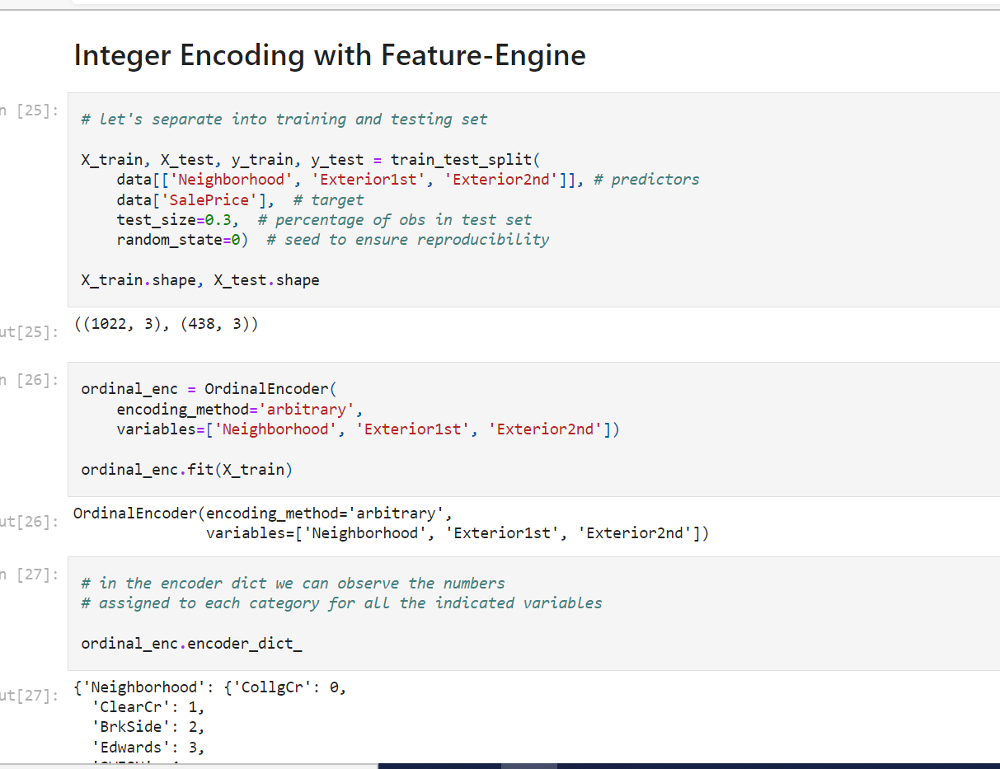 Integer Encoding with Feature-Engine
n [25]:
# let's separate into training and testing set
X_train, X_test, y_train, y_test = train_test_split(
data[['Neighborhood', 'Exterior1st', 'Exterior2nd']], # predictors
data['SalePrice'], # target
test_size=0.3, # percentage of obs in test set
random_state=0) # seed to ensure reproducibility
X_train.shape, X_test.shape
ut[25]:
((1022, 3), (438, 3))
n [26]:
ordinal_enc = OrdinalEncoder(
encoding_method='arbitrary',
variables=['Neighborhood', 'Exterior1st', 'Exterior2nd'])
ordinal_enc.fit(X_train)
ut[26]:
OrdinalEncoder(encoding_method='arbitrary',
variables=['Neighborhood', 'Exterior1st', 'Exterior2nd'])
n [27]:
# in the encoder dict we can observe the numbers
# assigned to each category for all the indicated variables
ordinal_enc.encoder_dict_
ut[27]:
{'Neighborhood': {'CollgCr': 0,
'ClearCr': 1,
'BrkSide': 2,
'Edwards': 3,